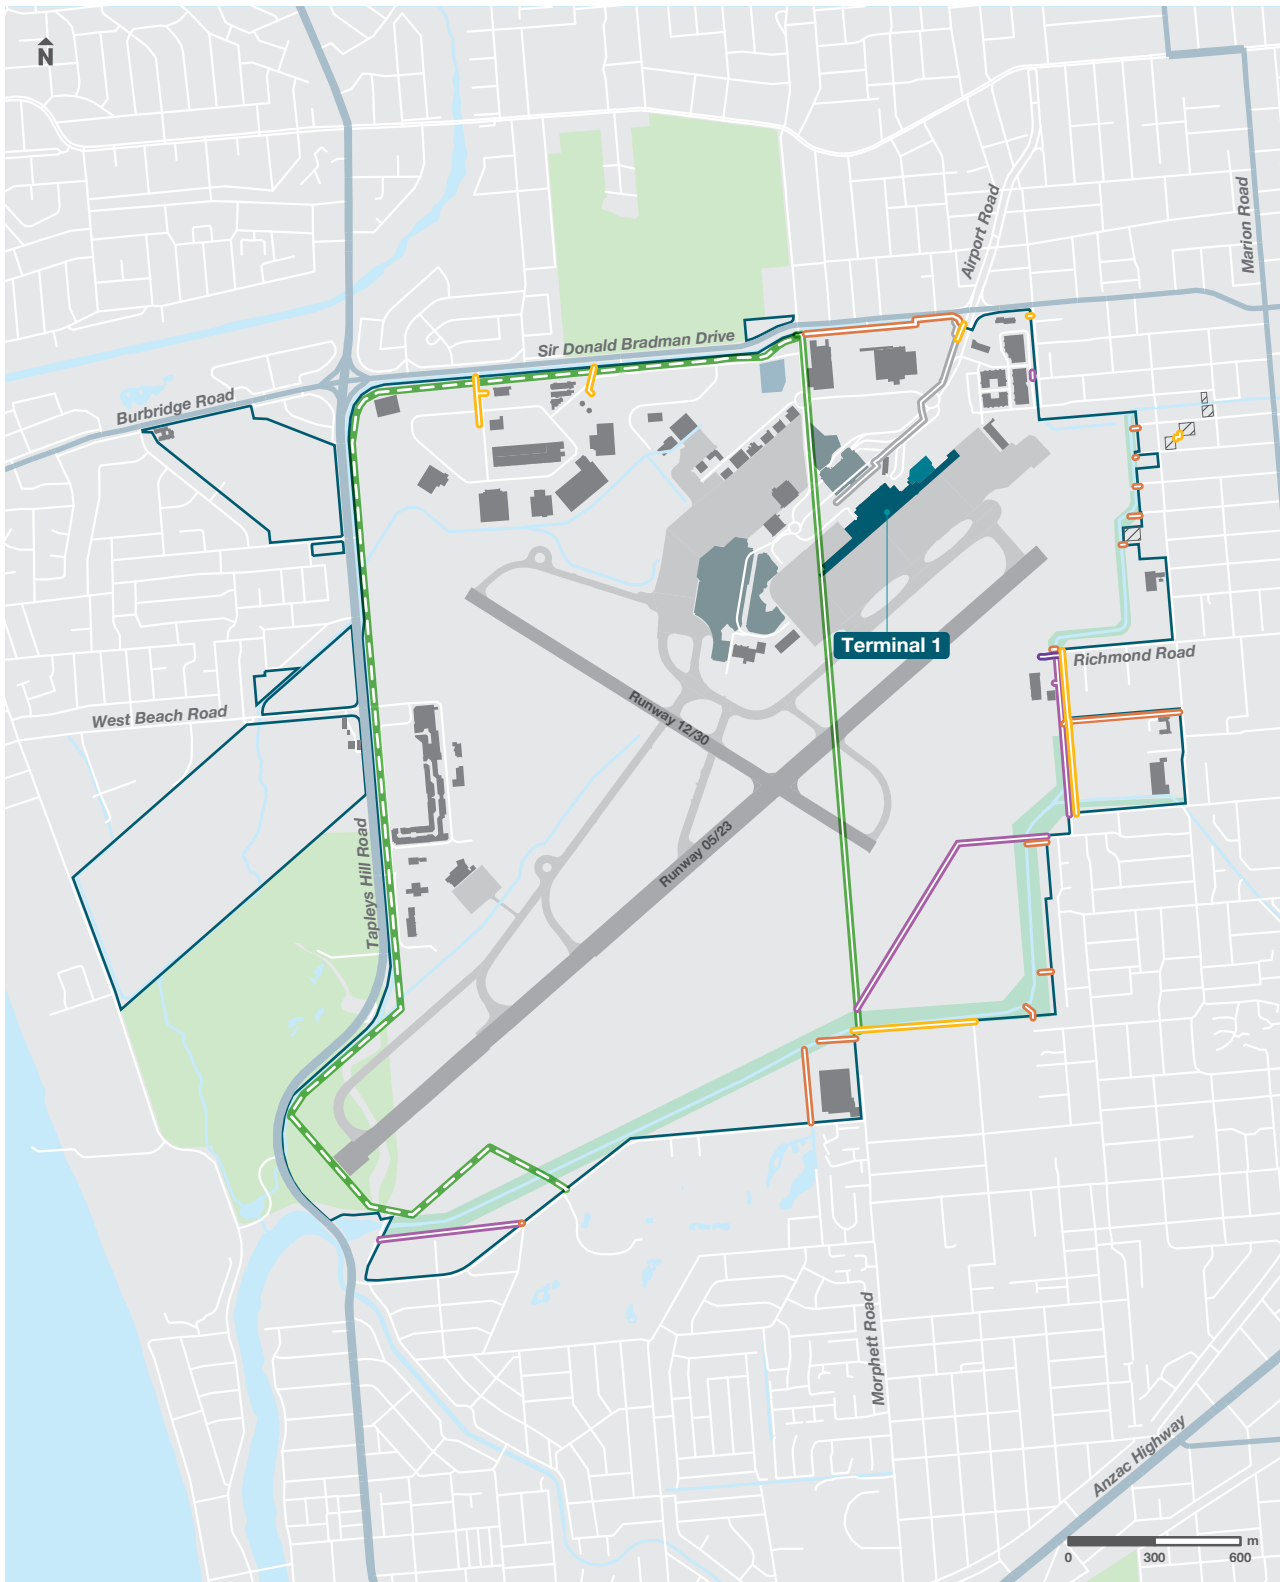 N
Airport Road
Marion Road
Sir Donald Bradman Drive
Burbridge Road
Terminal 1
Richmond Road
West Beach Road
Runway 12/30
Runway 05/23
Tapleys Hill Road
Morphett Road
Anzac Highway
m
0 300 600